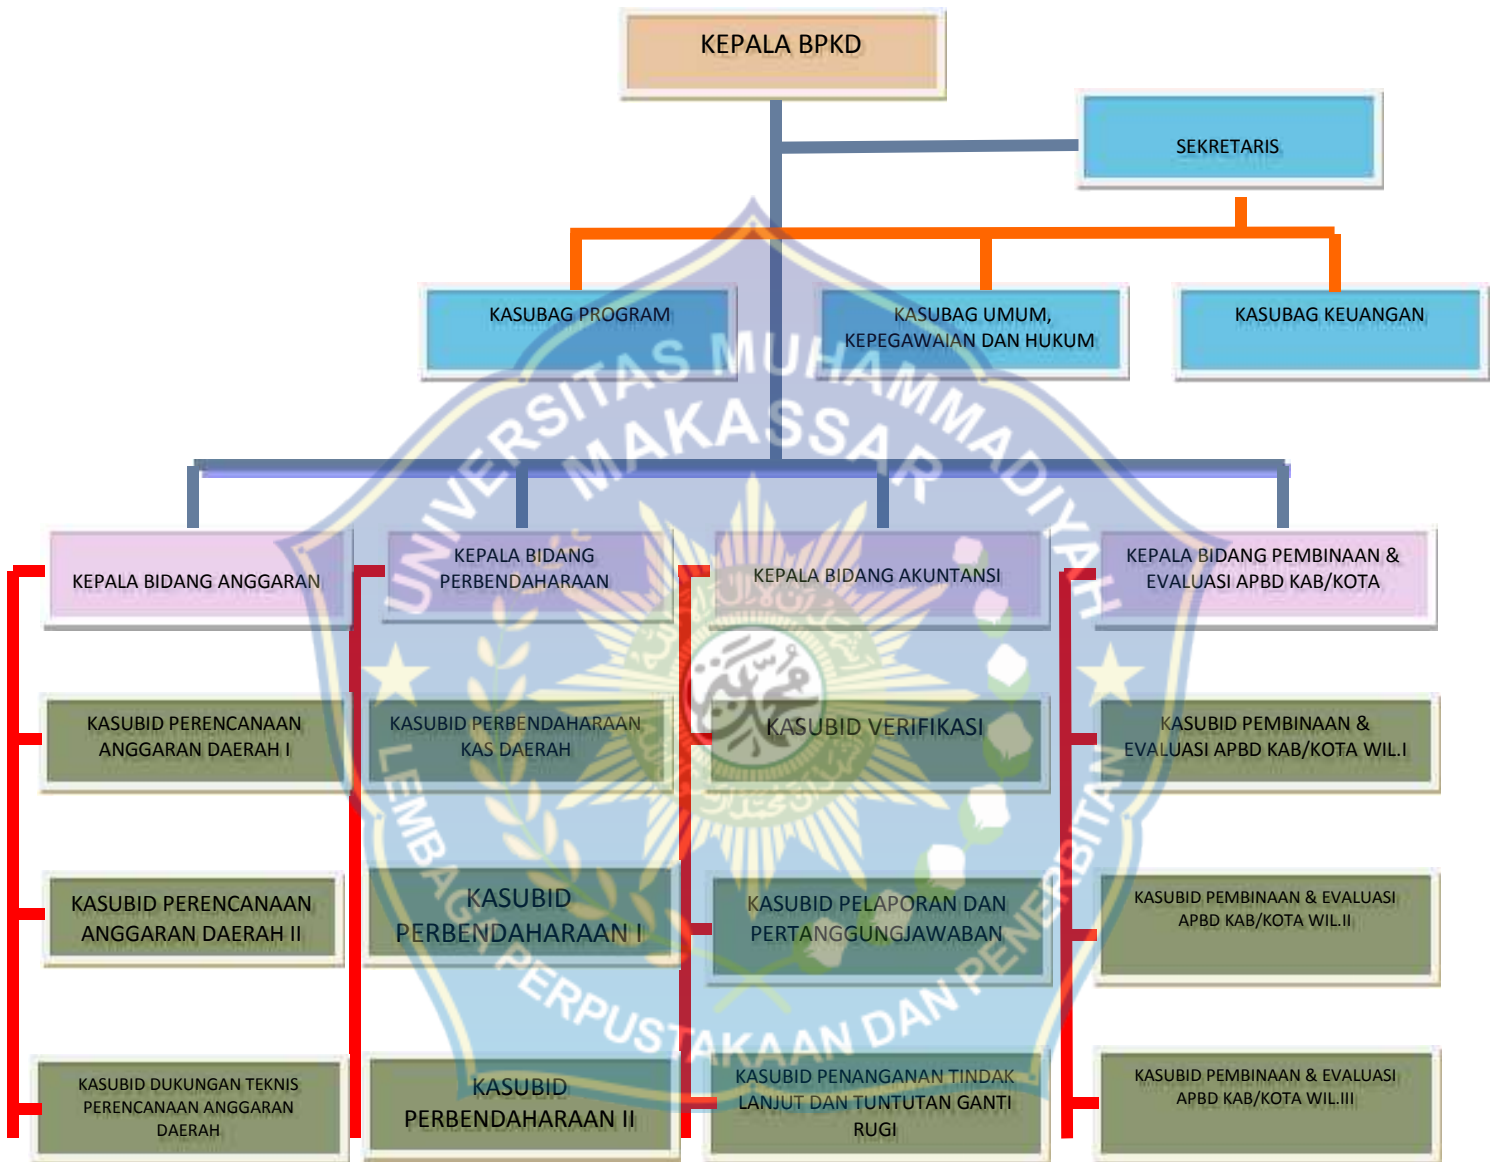 KEPALA BPKD
SEKRETARIS
KASUBAG PROGRAM
KASUBAG UMUM,
KEPEGAWAIAN DAN HUKUM
KASUBAG KEUANGAN
UNIVERSITAS MUHAMMADIYAH
MAKASSAR
KEPALA BIDANG ANGGARAN
KEPALA BIDANG
PERBENDAHARAAN
KEPALA BIDANG AKUNTANSI
KEPALA BIDANG PEMBINAAN &
EVALUASI APBD KAB/KOTA
KASUBID PERENCANAAN
ANGGARAN DAERAH I
KASUBID PERBENDAHARAAN
KAS DAERAH
KASUBID VERIFIKASI
KASUBID PEMBINAAN &
EVALUASI APBD KAB/KOTA WIL.I
KASUBID PERENCANAAN
ANGGARAN DAERAH II
KASUBID
PERBENDAHARAAN I
KASUBID PELAPORAN DAN
PERTANGGUNGJAWABAN
KASUBID PEMBINAAN & EVALUASI
APBD KAB/KOTA WIL.II
KASUBID DUKUNGAN TEKNIS
PERENCANAAN ANGGARAN
DAERAH
KASUBID
PERBENDAHARAAN II
KASUBID PENANGANAN TINDAK
LANJUT DAN TUNTUTAN GANTI
RUGI
KASUBID PEMBINAAN & EVALUASI
APBD KAB/KOTA WIL.III
LEMBAGA PERPUSTAKAAN DAN PENERBITAN